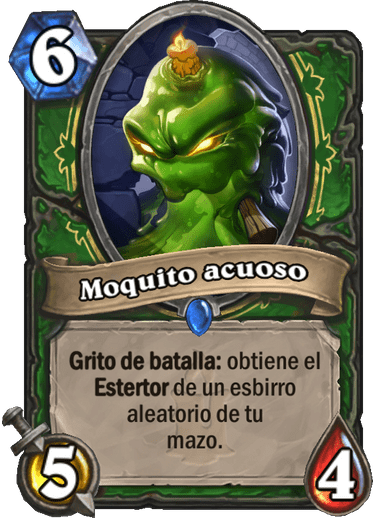 6
Moquito acuoso
Grito de batalla: obtiene el
Estertor de un esbirro
aleatorio de tu
mazo.
5
4